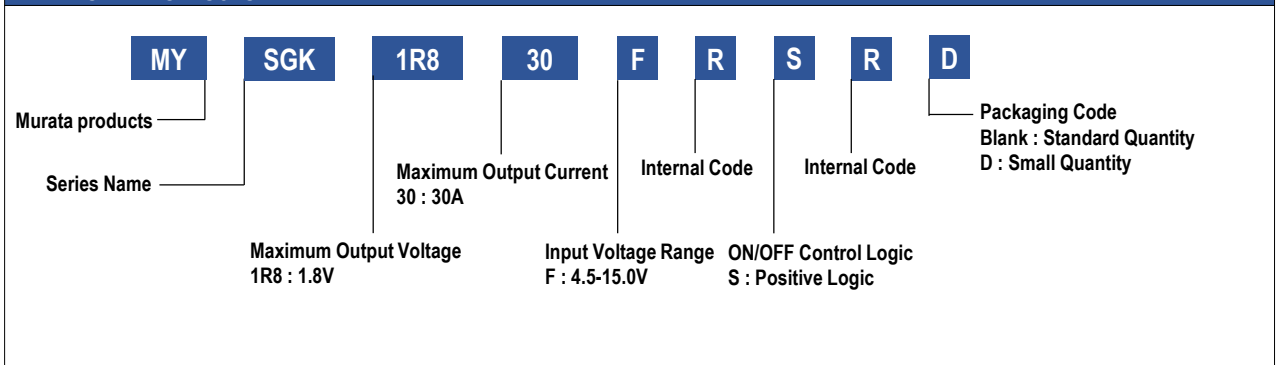 MY SGK 1R8 30 F R S R D
Murata products
Series Name
Maximum Output Voltage
1R8 : 1.8V
Maximum Output Current
30 : 30A
Input Voltage Range
F : 4.5-15.0V
Internal Code
ON/OFF Control Logic
S : Positive Logic
Internal Code
Packaging Code
Blank : Standard Quantity
D : Small Quantity